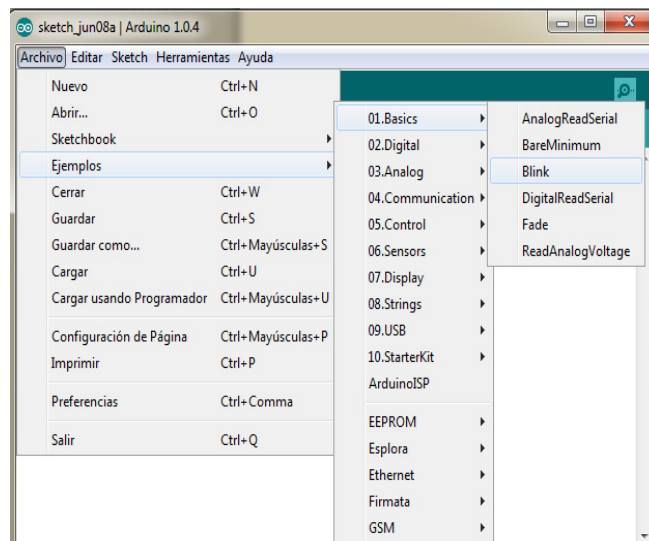 sketch_jun08a | Arduino 1.0.4
Archivo Editar Sketch Herramientas Ayuda
Nuevo Ctrl+N
Abrir... Ctrl+O
Sketchbook
Ejemplos
Cerrar Ctrl+W
Guardar Ctrl+S
Guardar como... Ctrl+Mayúsculas+S
Cargar Ctrl+U
Cargar usando Programador Ctrl+Mayúsculas+U
Configuración de Página Ctrl+Mayúsculas+P
Imprimir Ctrl+P
Preferencias Ctrl+Comma
Salir Ctrl+Q
01.Basics
02.Digital
03.Analog
04.Communication
05.Control
06.Sensors
07.Display
08.Strings
09.USB
10.StarterKit
ArduinoISP
EEPROM
Esplora
Ethernet
Firmata
GSM
AnalogReadSerial
BareMinimum
Blink
DigitalReadSerial
Fade
ReadAnalogVoltage